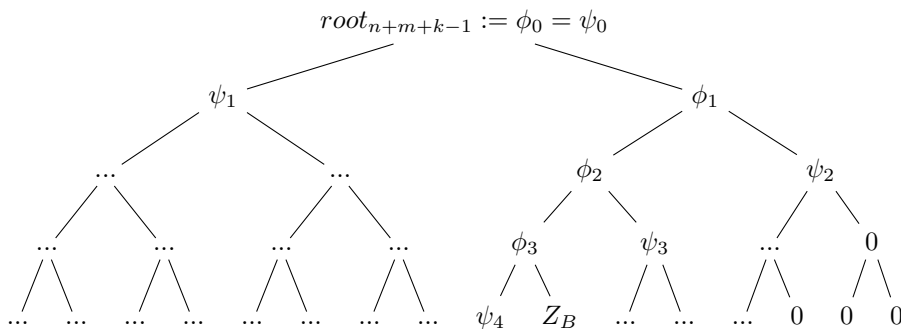 root_{n+m+k−1} := ϕ_0 = ψ_0
ψ_1 ϕ_1
... ... ϕ_2 ψ_2
... ... ... ... ϕ_3 ψ_3 ... 0
... ... ... ... ... ... ... ... ψ_4 Z_B ... ... ... 0 0 0